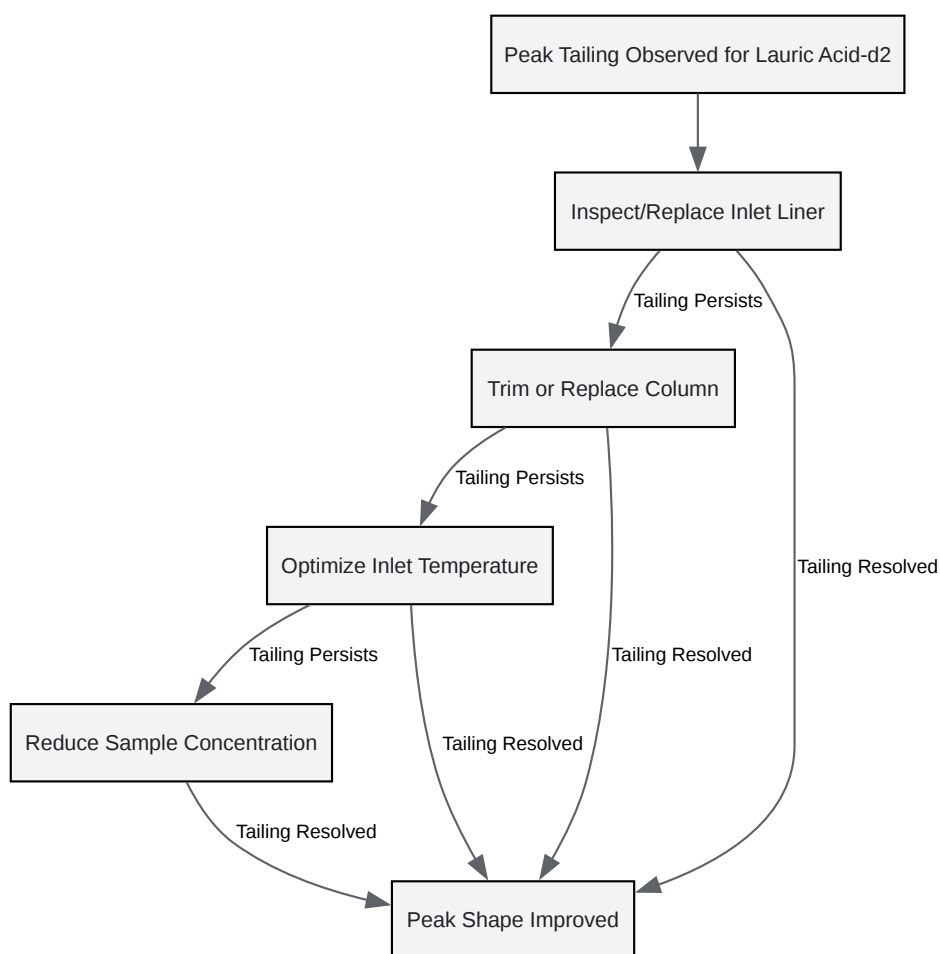 Peak Tailing Observed for Lauric Acid-d2
Inspect/Replace Inlet Liner
Tailing Persists
Trim or Replace Column
Tailing Persists
Optimize Inlet Temperature
Tailing Resolved
Tailing Persists
Tailing Resolved
Reduce Sample Concentration
Tailing Resolved
Tailing Resolved
Peak Shape Improved